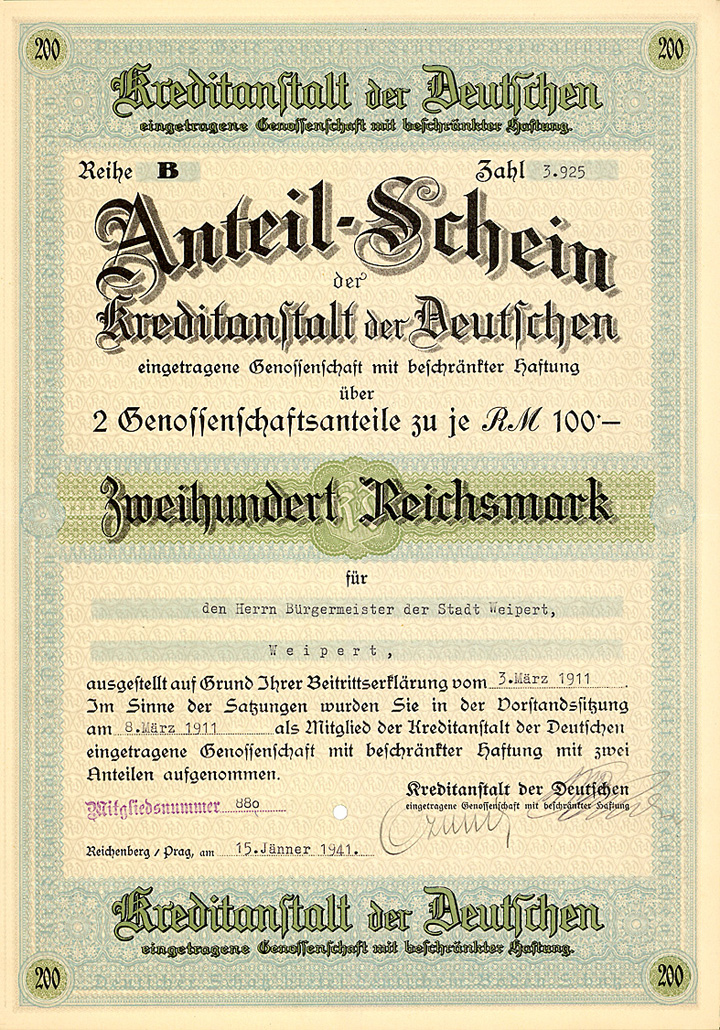 200 200
Kreditanstalt der Deutschen
eingetragene Genossenschaft mit beschränkter Haftung.
Reihe B Zahl 3.925
Anteil-Schein
der
Kreditanstalt der Deutschen
eingetragene Genossenschaft mit beschränkter Haftung
über
2 Genossenschaftsanteile zu je RM 100·—
Zweihundert Reichsmark
für
den Herrn Bürgermeister der Stadt Weipert,
Weipert,
ausgestellt auf Grund Ihrer Beitrittserklärung vom 3.März 1911.
Im Sinne der Satzungen wurden Sie in der Vorstandssitzung
am 8.März 1911 als Mitglied der Kreditanstalt der Deutschen
eingetragene Genossenschaft mit beschränkter Haftung mit zwei
Anteilen aufgenommen.
Kreditanstalt der Deutschen
eingetragene Genossenschaft mit beschränkter Haftung
Mitgliedsnummer 880
Reichenberg / Prag, am 15.Jänner 1941.
Kreditanstalt der Deutschen
eingetragene Genossenschaft mit beschränkter Haftung.
200 200